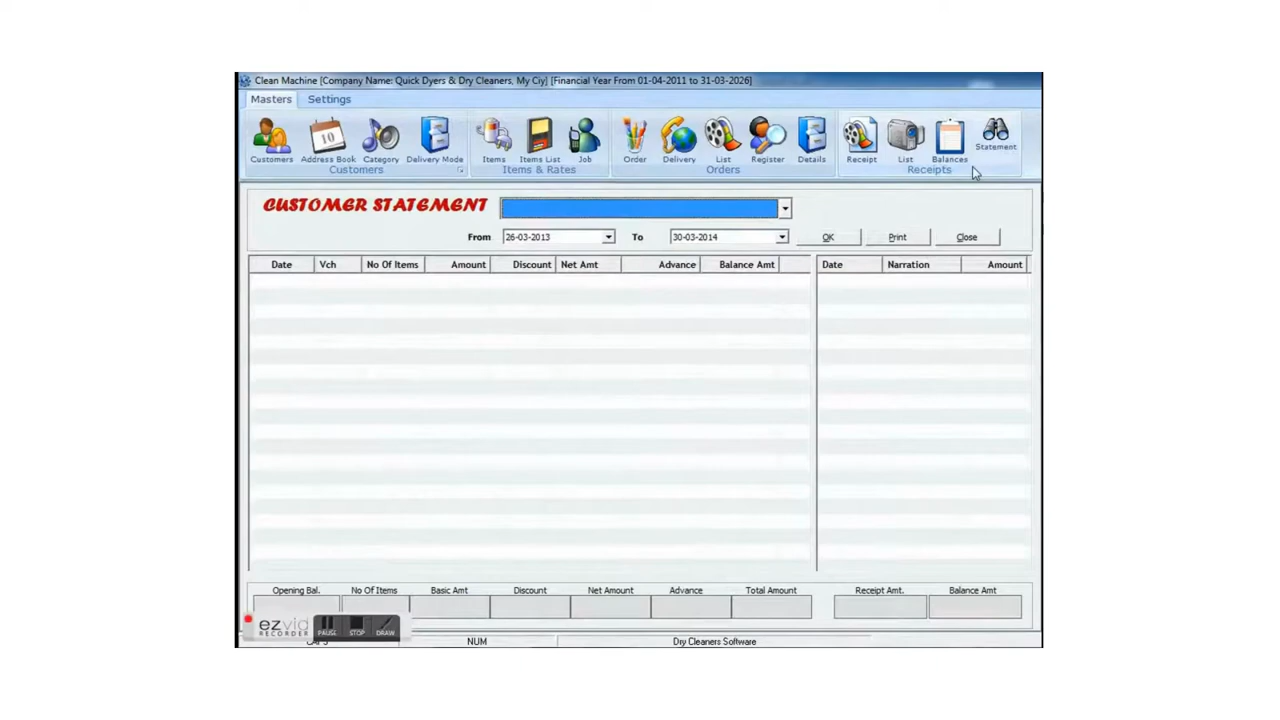 Clean Machine [Company Name: Quick Dyers & Dry Cleaners, My Ciy] [Financial Year From 01-04-2011 to 31-03-2026]
Masters Settings
10
Customers Address Book Category Delivery Mode Items Items List Job Order Delivery List Register Details Receipt List Balances Statement
Customers Items & Rates Orders Receipts
CUSTOMER STATEMENT
From 26-03-2013 To 30-03-2014 OK Print Close
Date Vch No Of Items Amount Discount Net Amt Advance Balance Amt Date Narration Amount
Opening Bal. No Of Items Basic Amt Discount Net Amount Advance Total Amount Receipt Amt. Balance Amt
ezvid
RECORDER PAUSE STOP DRAW
CAPS NUM Dry Cleaners Software